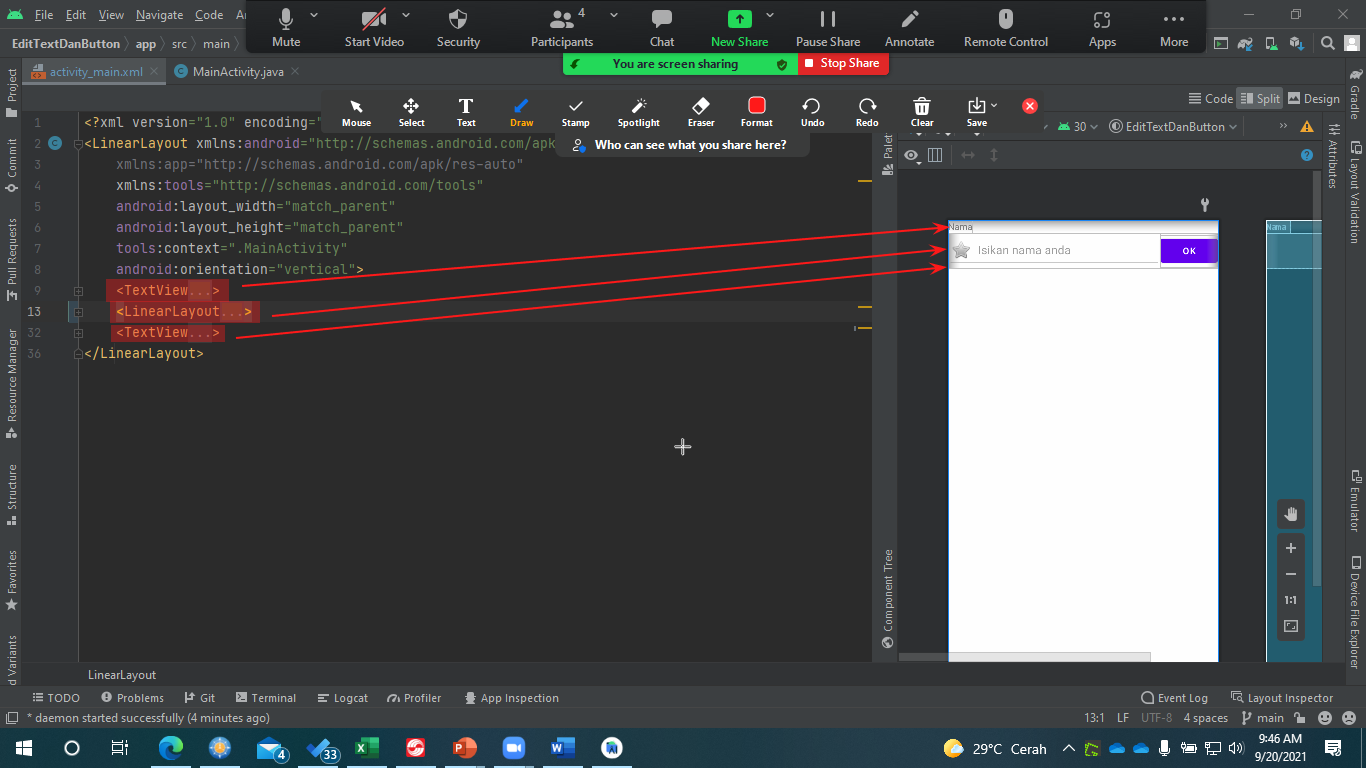 File Edit View Navigate Code
Mute Start Video Security Participants 4 Chat New Share Pause Share Annotate Remote Control Apps More
EditTextDanButton app src main
You are screen sharing Stop Share
activity_main.xml MainActivity.java
Code Split Design
Mouse Select Text Draw Stamp Spotlight Eraser Format Undo Redo Clear Save
Who can see what you share here?
30 EditTextDanButton
1 <?xml version="1.0" encoding="
2 <LinearLayout xmlns:android="http://schemas.android.com/apk
3 xmlns:app="http://schemas.android.com/apk/res-auto"
4 xmlns:tools="http://schemas.android.com/tools"
5 android:layout_width="match_parent"
6 android:layout_height="match_parent"
7 tools:context=".MainActivity"
8 android:orientation="vertical">
9 <TextView...>
13 <LinearLayout...>
32 <TextView...>
36 </LinearLayout>
Project
Commit
Pull Requests
Resource Manager
Structure
Favorites
d Variants
Palet
Component Tree
Nama
Isikan nama anda OK
Nama
1:1
Attributes
Gradle
Layout Validation
Emulator
Device File Explorer
LinearLayout
TODO Problems Git Terminal Logcat Profiler App Inspection Event Log Layout Inspector
* daemon started successfully (4 minutes ago) 13:1 LF UTF-8 4 spaces main
4 33 29°C Cerah 9:46 AM
9/20/2021